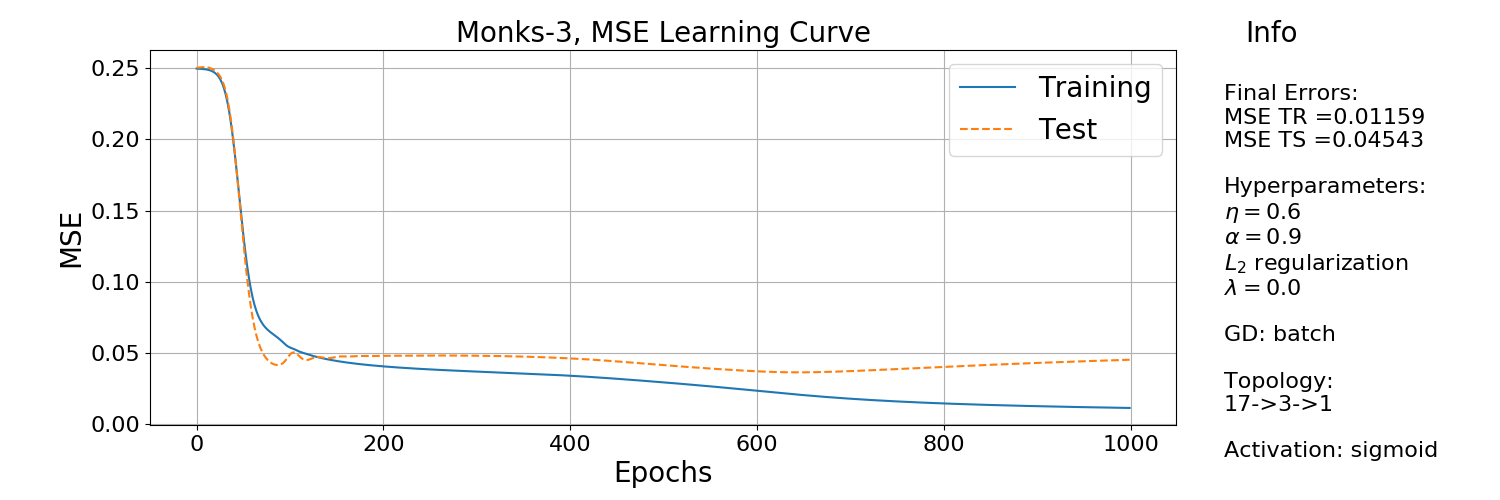 Monks-3, MSE Learning Curve
Info
0.25
0.20
0.15
0.10
0.05
0.00
MSE
0
200
400
600
800
1000
Epochs
Training
Test
Final Errors:
MSE TR =0.01159
MSE TS =0.04543
Hyperparameters:
η = 0.6
α = 0.9
L₂ regularization
λ = 0.0
GD: batch
Topology:
17->3->1
Activation: sigmoid